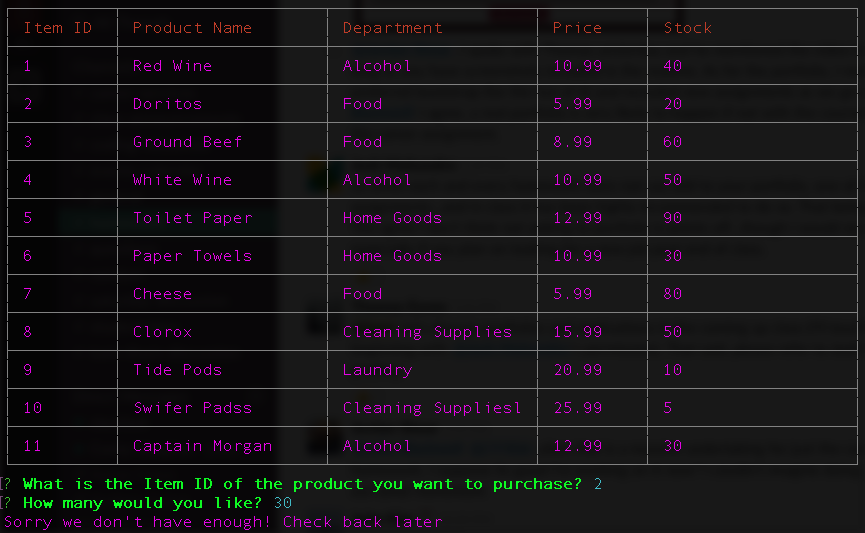 Item ID Product Name Department Price Stock
1 Red Wine Alcohol 10.99 40
2 Doritos Food 5.99 20
3 Ground Beef Food 8.99 60
4 White Wine Alcohol 10.99 50
5 Toilet Paper Home Goods 12.99 90
6 Paper Towels Home Goods 10.99 30
7 Cheese Food 5.99 80
8 Clorox Cleaning Supplies 15.99 50
9 Tide Pods Laundry 20.99 10
10 Swifer Padss Cleaning Suppliesl 25.99 5
11 Captain Morgan Alcohol 12.99 30
[? What is the Item ID of the product you want to purchase? 2
[? How many would you like? 30
Sorry we don't have enough! Check back later